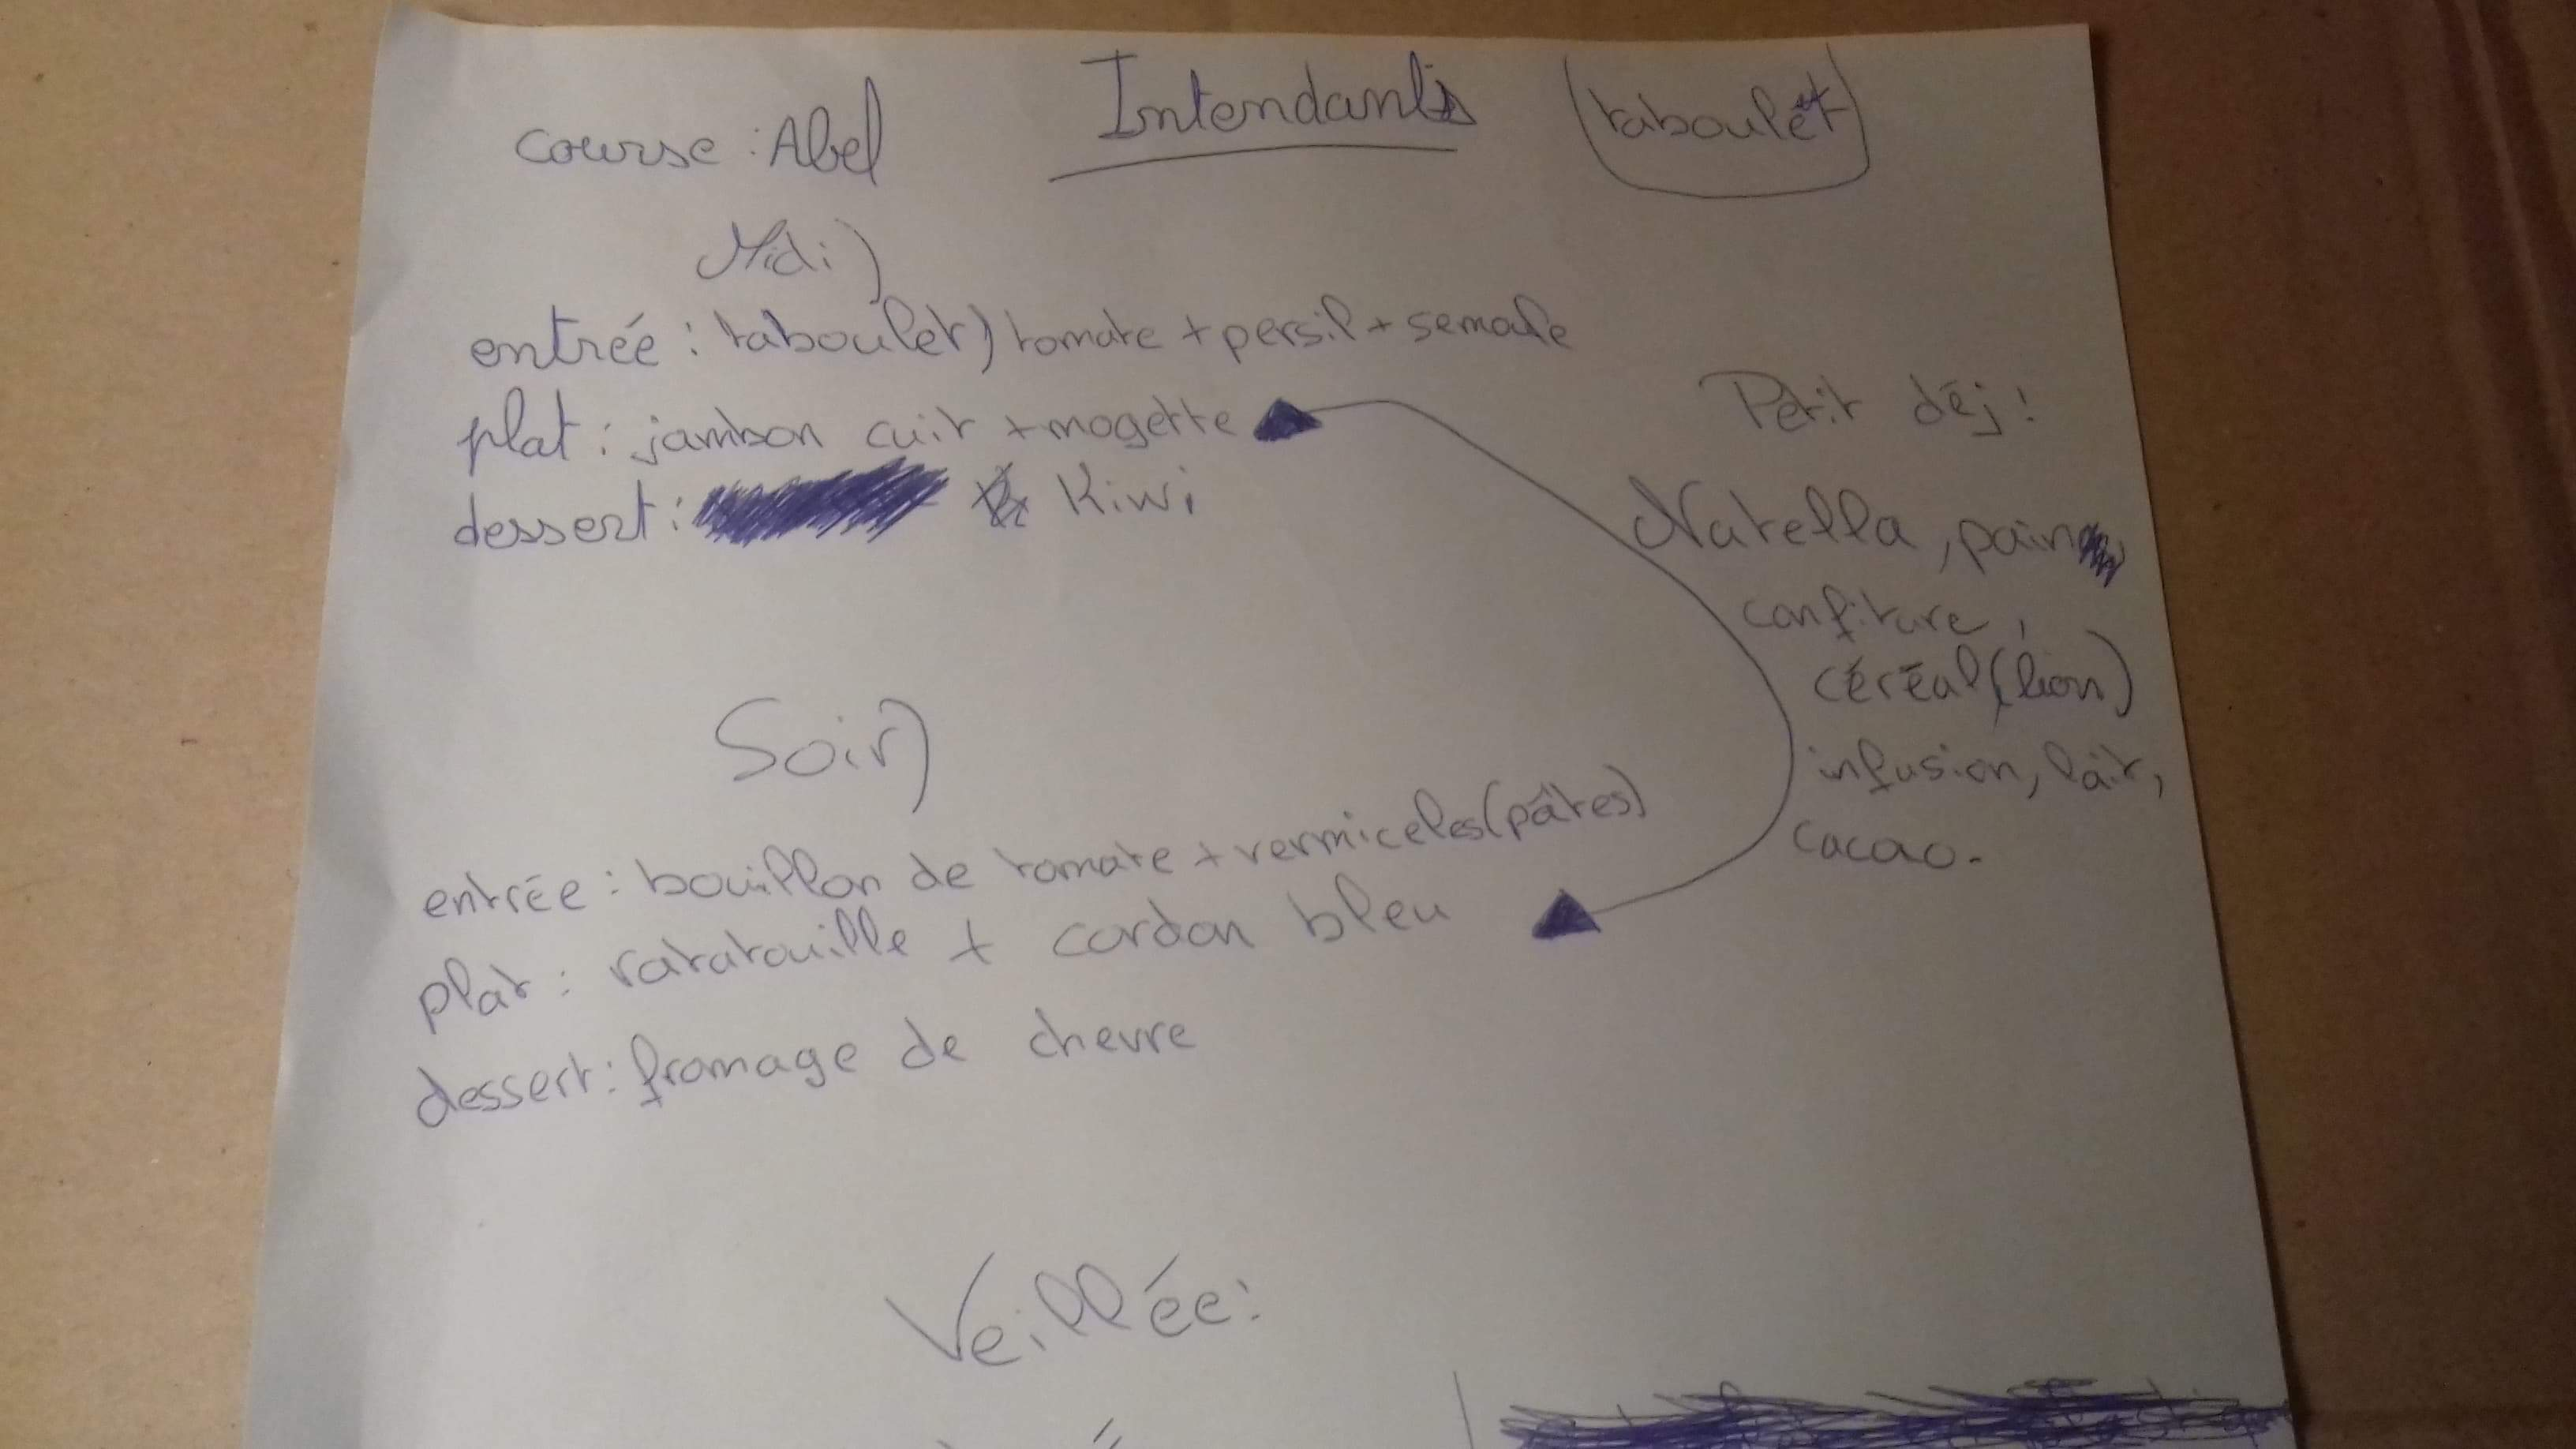 course : Abel
Intendants
taboulét
Midi)
entrée : taboulet) tomate + persil + semoule
plat : jambon cuit + mogette
dessert : Kiwi
Petit déj :
Nutella, pain,
confiture,
céréal (lion)
infusion, lait,
cacao.
Soir)
entrée : bouillon de tomate + vermiceles (pâtes)
plat : ratatouille + cordon bleu
dessert : fromage de chevre
Veillée :